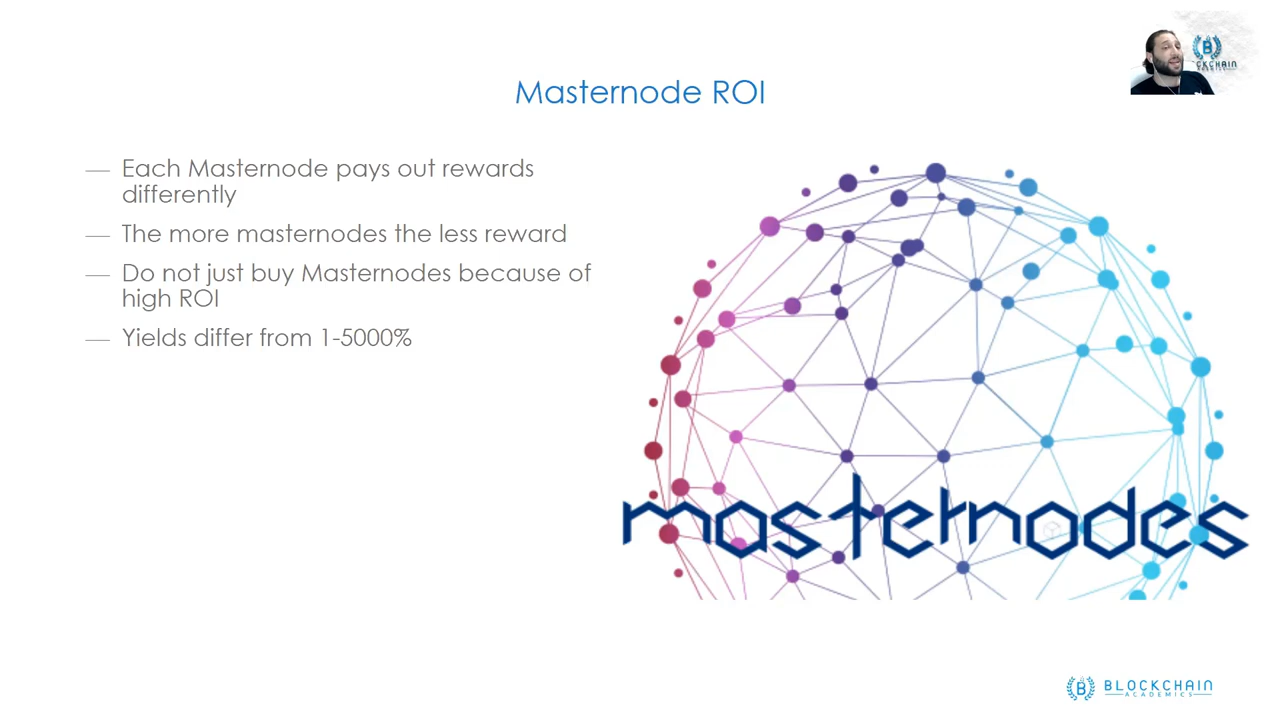 Masternode ROI
— Each Masternode pays out rewards
differently
— The more masternodes the less reward
— Do not just buy Masternodes because of
high ROI
— Yields differ from 1-5000%
masternodes
BLOCKCHAIN
ACADEMICS